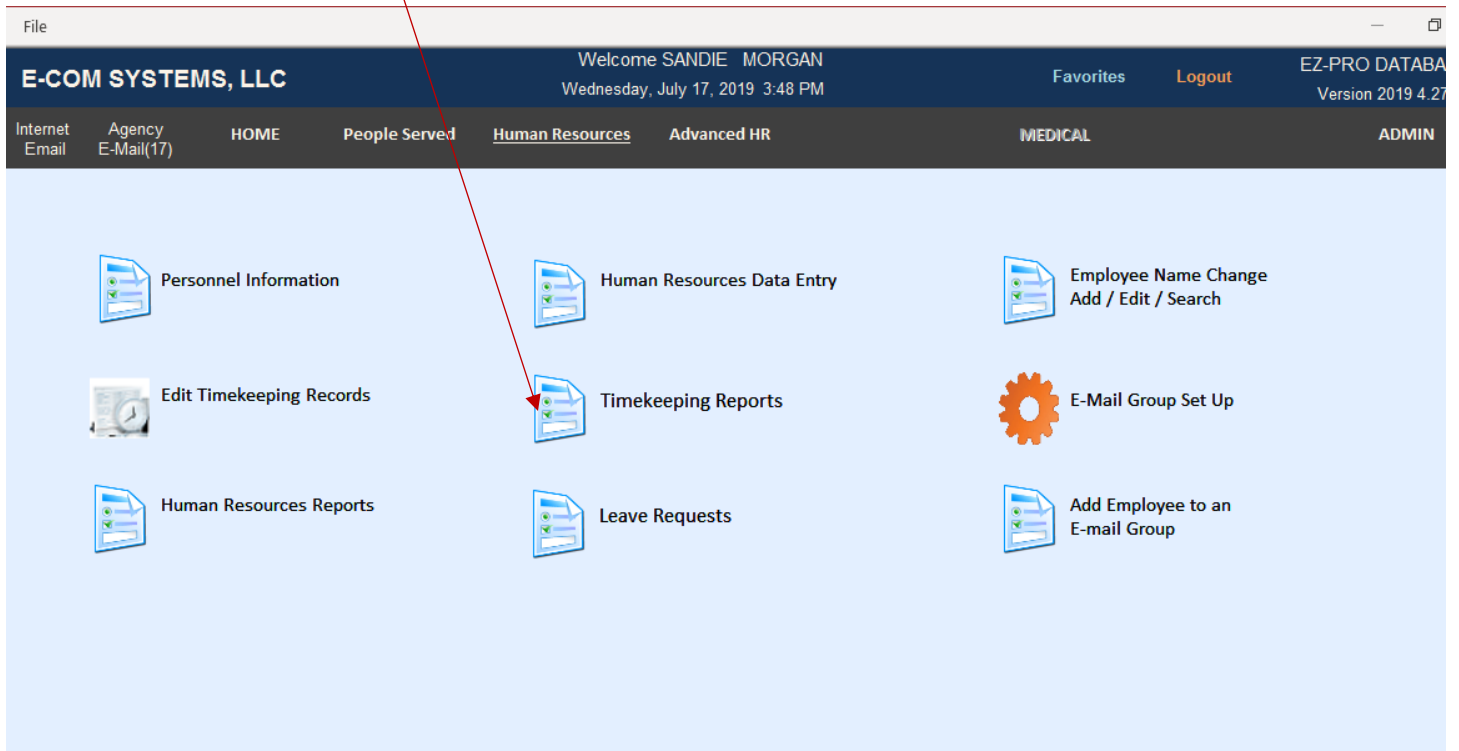 File
E-COM SYSTEMS, LLC
Welcome SANDIE MORGAN
Wednesday, July 17, 2019 3:48 PM
Favorites
Logout
EZ-PRO DATABA
Version 2019 4.27
Internet
Email
Agency
E-Mail(17)
HOME
People Served
Human Resources
Advanced HR
MEDICAL
ADMIN
Personnel Information
Human Resources Data Entry
Employee Name Change
Add / Edit / Search
Edit Timekeeping Records
Timekeeping Reports
E-Mail Group Set Up
Human Resources Reports
Leave Requests
Add Employee to an
E-mail Group